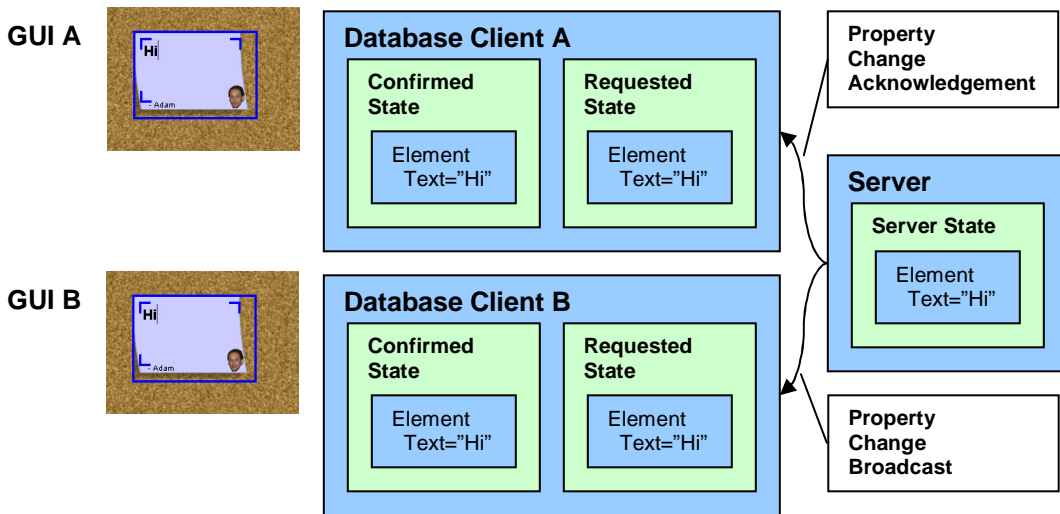 GUI A
Hi
- Adam
Database Client A
Confirmed
State
Element
Text=”Hi”
Requested
State
Element
Text=”Hi”
Property
Change
Acknowledgement
Server
Server State
Element
Text=”Hi”
GUI B
Hi
- Adam
Database Client B
Confirmed
State
Element
Text=”Hi”
Requested
State
Element
Text=”Hi”
Property
Change
Broadcast